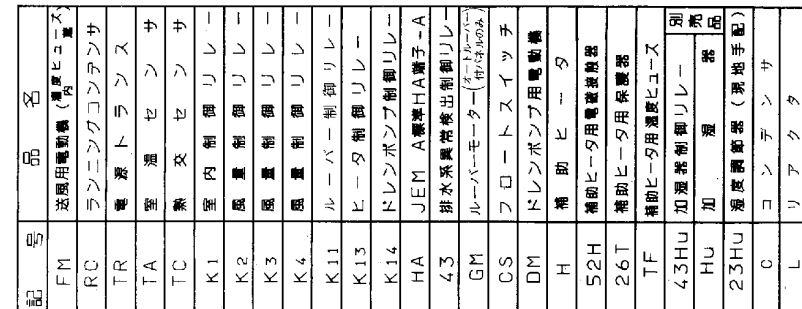 記号 品名
FM 送風用電動機(温度ヒューズ内蔵)
RC ランニングコンデンサ
TR 電源トランス
TA 室温センサ
TC 熱交センサ
K1 室内制御リレー
K2 風量制御リレー
K3 風量制御リレー
K4 風量制御リレー
K11 ルーバー制御リレー
K13 ヒータ制御リレー
K14 ドレンポンプ制御リレー
HA JEM A標準HA端子-A
43 排水系異常検出制御リレー
GM ルーバーモーター(オートルーバー付パネルのみ)
CS フロートスイッチ
DM ドレンポンプ用電動機
H 補助ヒータ
52H 補助ヒータ用電磁接触器
26T 補助ヒータ用保護器
TF 補助ヒータ用温度ヒューズ
別売品
43Hu 加湿器制御リレー
Hu 加湿器
23Hu 湿度調節器(現地手配)
C コンデンサ
L リアクタ